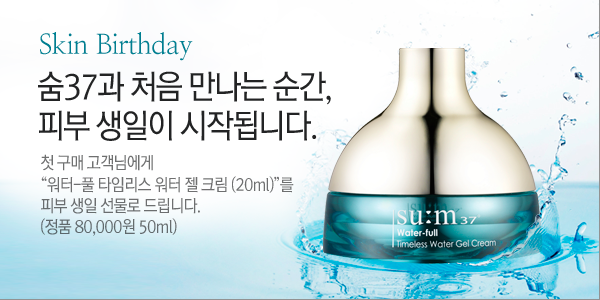 Skin Birthday
숨37과 처음 만나는 순간,
피부 생일이 시작됩니다.
첫 구매 고객님에게
“워터-풀 타임리스 워터 젤 크림 (20ml)”를
피부 생일 선물로 드립니다.
(정품 80,000원 50ml)
su:m37°
Water-full
Timeless Water Gel Cream